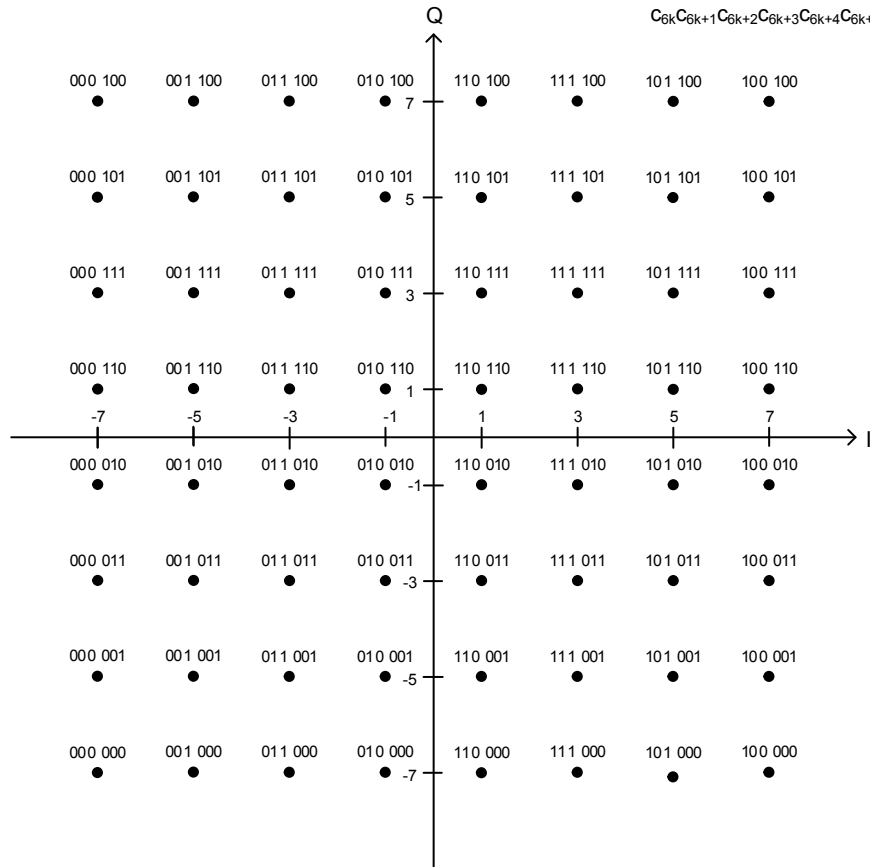 Q
C6kC6k+1C6k+2C6k+3C6k+4C6k+
000 100 001 100 011 100 010 100 110 100 111 100 101 100 100 100
7
000 101 001 101 011 101 010 101 110 101 111 101 101 101 100 101
5
000 111 001 111 011 111 010 111 110 111 111 111 101 111 100 111
3
000 110 001 110 011 110 010 110 110 110 111 110 101 110 100 110
1
-7 -5 -3 -1 1 3 5 7
I
000 010 001 010 011 010 010 010 110 010 111 010 101 010 100 010
-1
000 011 001 011 011 011 010 011 110 011 111 011 101 011 100 011
-3
000 001 001 001 011 001 010 001 110 001 111 001 101 001 100 001
-5
000 000 001 000 011 000 010 000 110 000 111 000 101 000 100 000
-7